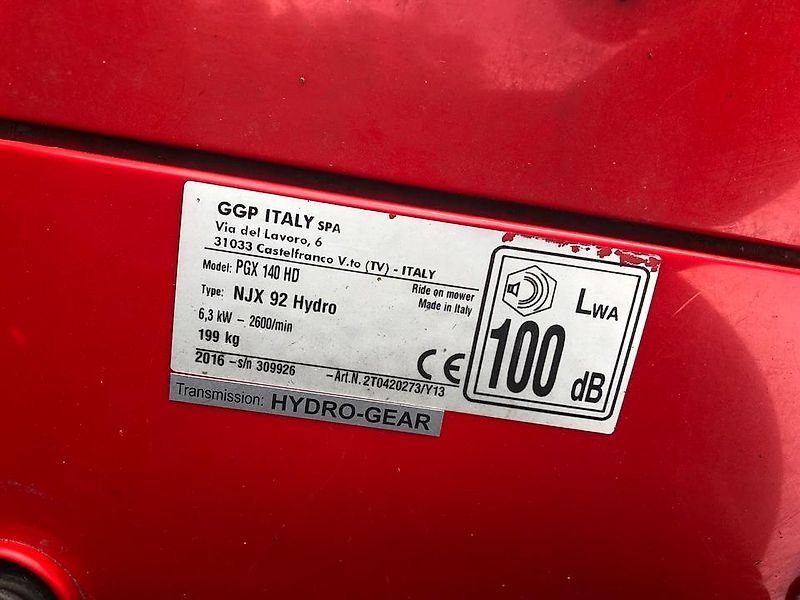 GGP ITALY SPA
Via del Lavoro, 6
31033 Castelfranco V.to (TV) - ITALY
Model: PGX 140 HD
Ride on mower
Type: NJX 92 Hydro
Made in Italy
6,3 kW - 2600/min
199 kg
2016 -s/n 309926
-Art.N. 2T0420273/Y13
CE
LWA
100 dB
Transmission: HYDRO-GEAR